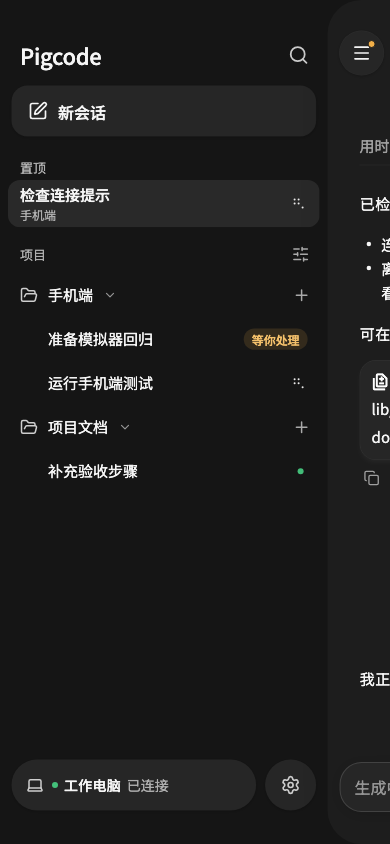 Pigcode
新会话
置顶
检查连接提示
手机端
项目
手机端
准备模拟器回归
等你处理
运行手机端测试
项目文档
补充验收步骤
工作电脑 已连接
用时
已检
• 连
• 离
看
可在
lib
do
我正
生成